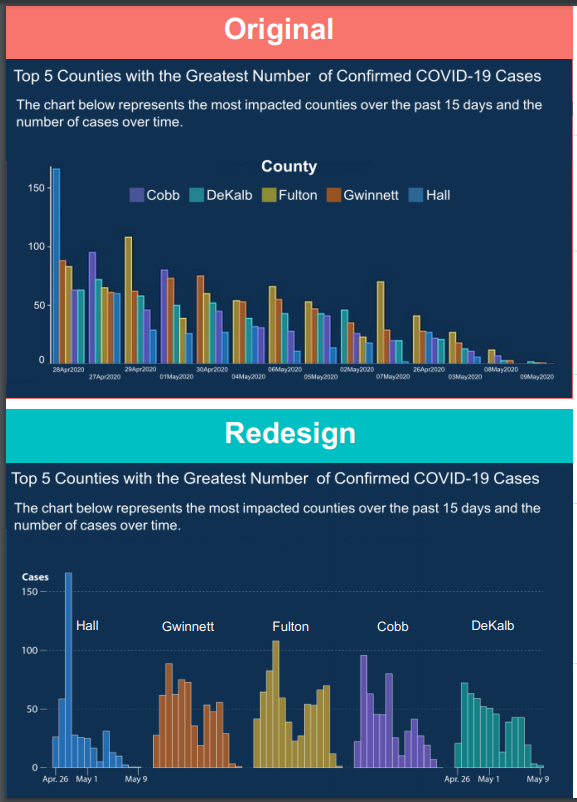 Original
Top 5 Counties with the Greatest Number of Confirmed COVID-19 Cases
The chart below represents the most impacted counties over the past 15 days and the
number of cases over time.
County
Cobb DeKalb Fulton Gwinnett Hall
150
100
50
0
28Apr2020 29Apr2020 30Apr2020 06May2020 02May2020 26Apr2020 08May2020
27Apr2020 01May2020 04May2020 05May2020 07May2020 03May2020 09May2020
Redesign
Top 5 Counties with the Greatest Number of Confirmed COVID-19 Cases
The chart below represents the most impacted counties over the past 15 days and the
number of cases over time.
Cases
150
Hall Gwinnett Fulton Cobb DeKalb
100
50
0
Apr. 26 May 1 May 9 Apr. 26 May 1 May 9